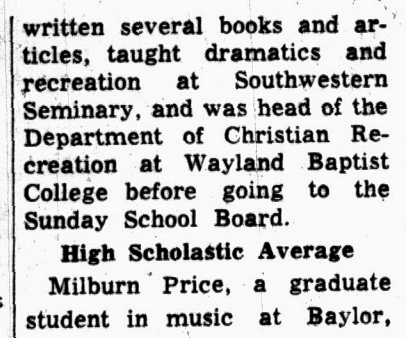 written several books and ar-
ticles, taught dramatics and
recreation at Southwestern
Seminary, and was head of the
Department of Christian Re-
creation at Wayland Baptist
College before going to the
Sunday School Board.
High Scholastic Average
Milburn Price, a graduate
student in music at Baylor,